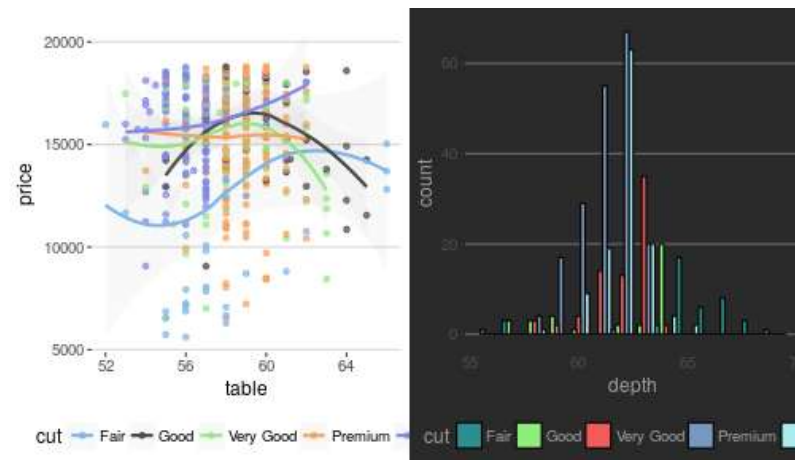 20000
15000
10000
5000
price
52 56 60 64
table
cut Fair Good Very Good Premium
60
40
20
0
count
55 60 65 7
depth
cut Fair Good Very Good Premium